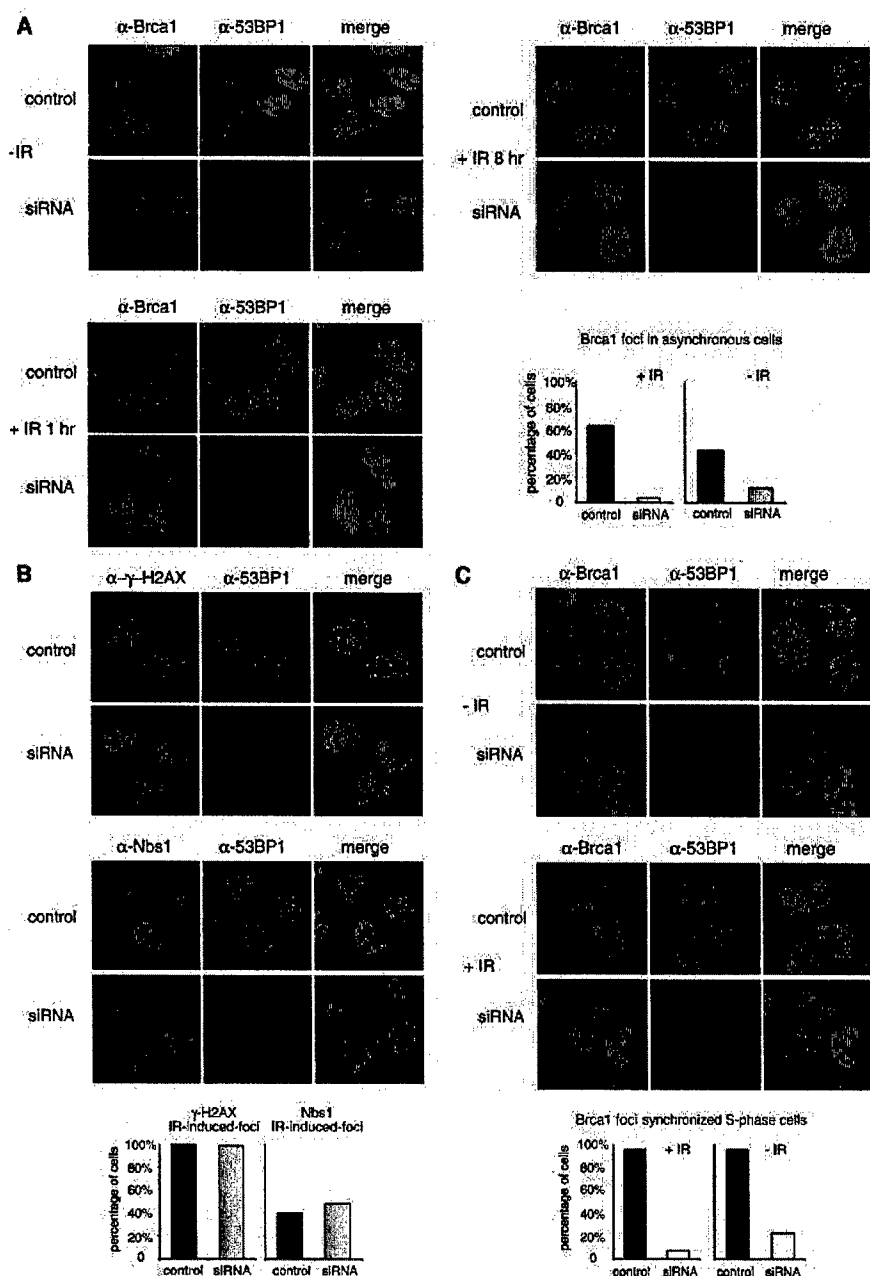 A
α-Brca1 α-53BP1 merge
control
-IR
siRNA
α-Brca1 α-53BP1 merge
control
+ IR 8 hr
siRNA
α-Brca1 α-53BP1 merge
control
+ IR 1 hr
siRNA
Brca1 foci in asynchronous cells
+ IR - IR
percentage of cells
100%
80%
60%
40%
20%
0
control siRNA control siRNA
B
α-γ-H2AX α-53BP1 merge
control
siRNA
α-Nbs1 α-53BP1 merge
control
siRNA
γ-H2AX Nbs1
IR-induced-foci IR-induced-foci
percentage of cells
100%
80%
60%
40%
20%
0
control siRNA control siRNA
C
α-Brca1 α-53BP1 merge
control
- IR
siRNA
α-Brca1 α-53BP1 merge
control
+ IR
siRNA
Brca1 foci synchronized S-phase cells
+ IR - IR
percentage of cells
100%
80%
60%
40%
20%
0
control siRNA control siRNA